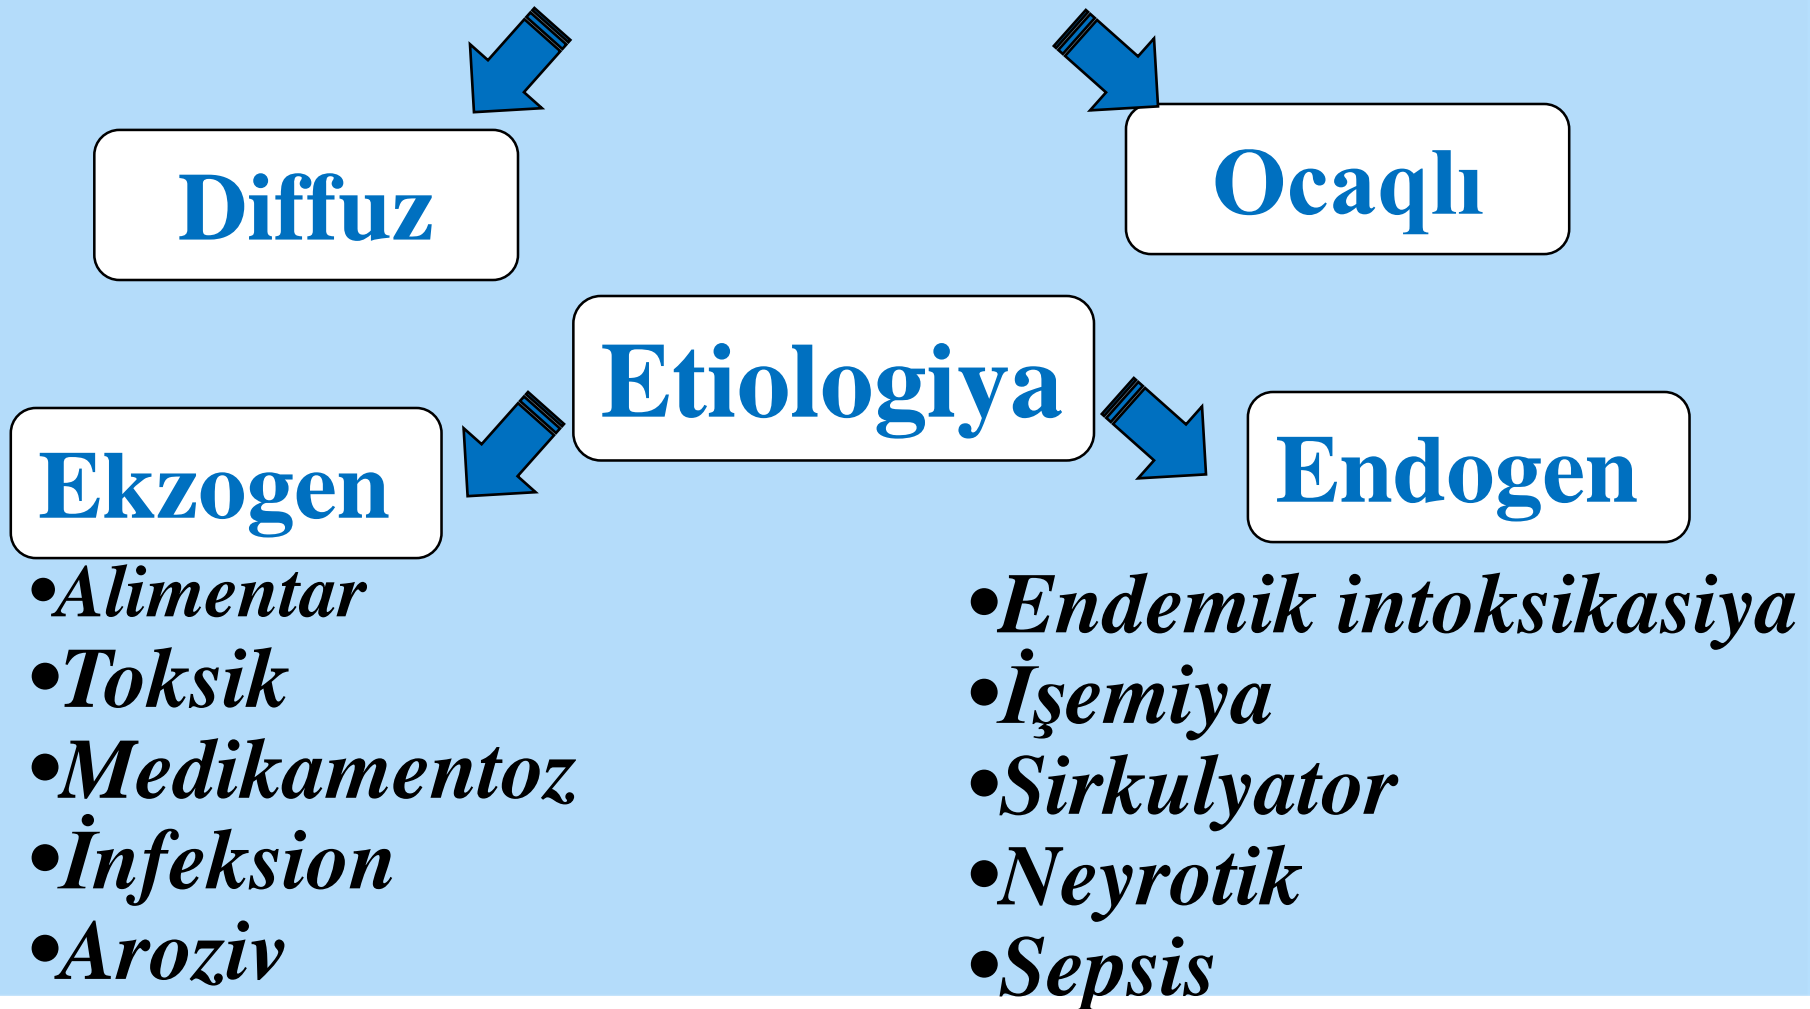 Diffuz
Ocaqlı
Etiologiya
Ekzogen
Endogen
•Alimentar
•Toksik
•Medikamentoz
•İnfeksion
•Aroziv
•Endemik intoksikasiya
•İşemiya
•Sirkulyator
•Neyrotik
•Sepsis